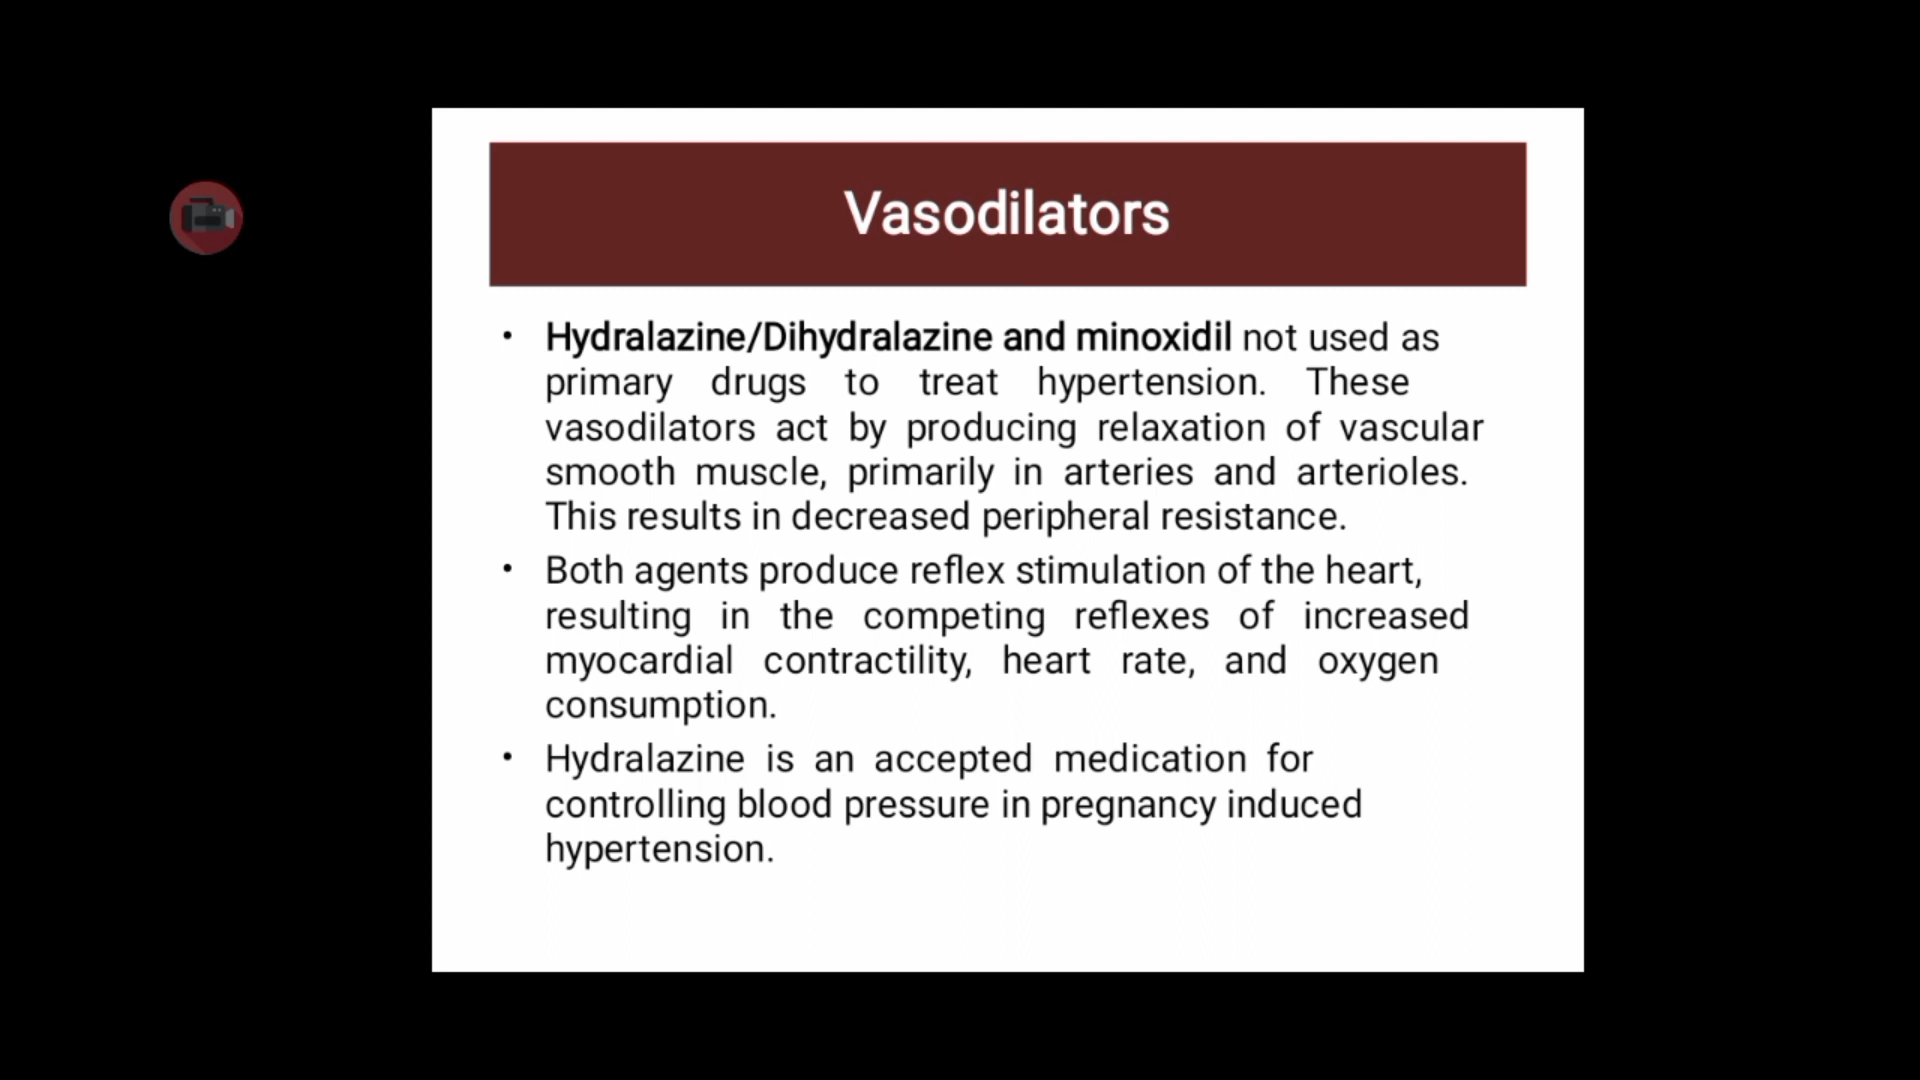 Vasodilators
• Hydralazine/Dihydralazine and minoxidil not used as
primary drugs to treat hypertension. These
vasodilators act by producing relaxation of vascular
smooth muscle, primarily in arteries and arterioles.
This results in decreased peripheral resistance.
• Both agents produce reflex stimulation of the heart,
resulting in the competing reflexes of increased
myocardial contractility, heart rate, and oxygen
consumption.
• Hydralazine is an accepted medication for
controlling blood pressure in pregnancy induced
hypertension.